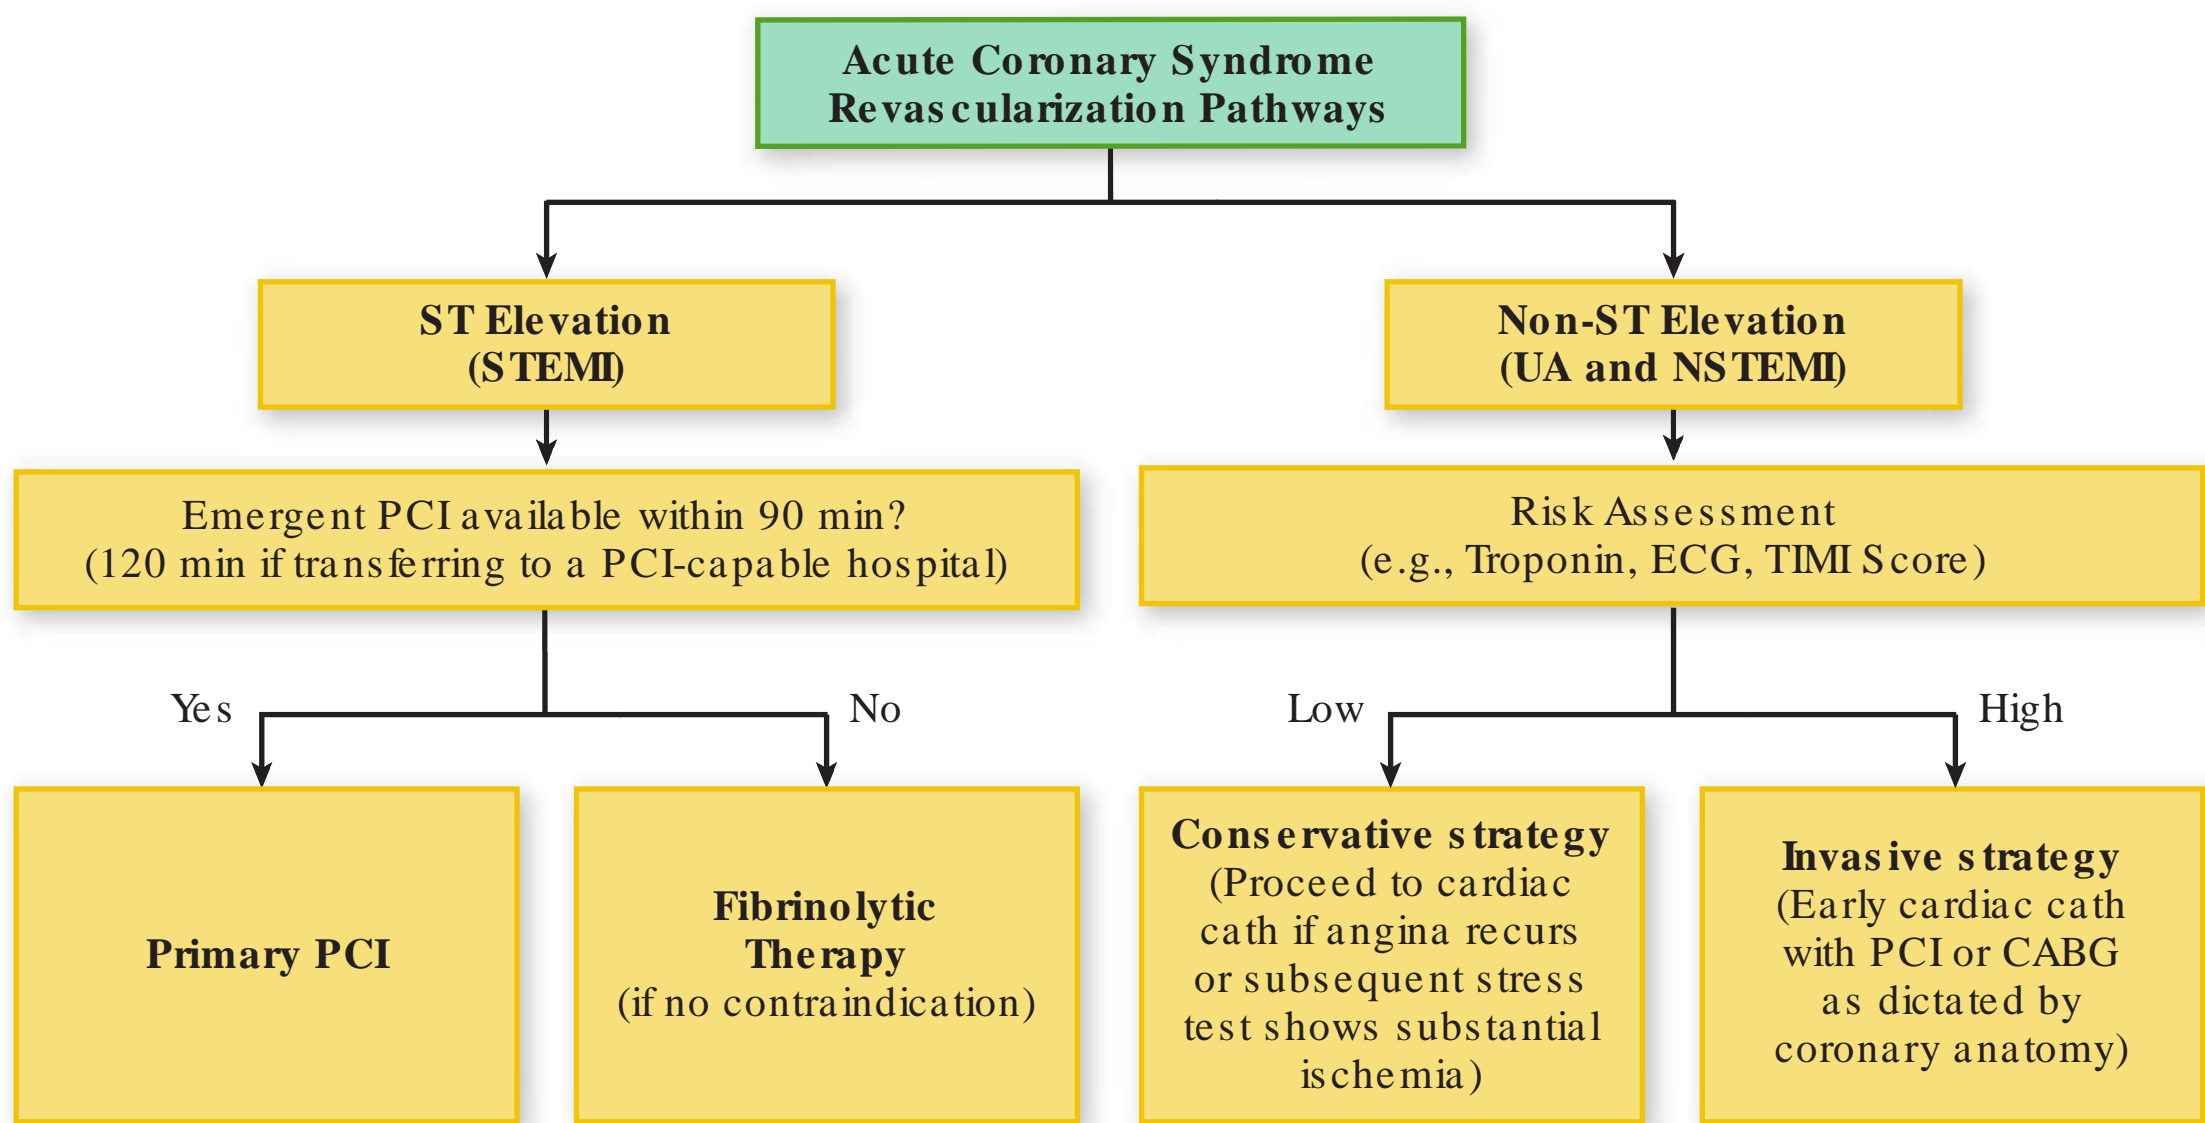 Acute Coronary Syndrome
Revascularization Pathways
ST Elevation
(STEMI)
Non-ST Elevation
(UA and NSTEMI)
Emergent PCI available within 90 min?
(120 min if transferring to a PCI-capable hospital)
Risk Assessment
(e.g., Troponin, ECG, TIMI Score)
Yes
No
Low
High
Primary PCI
Fibrinolytic
Therapy
(if no contraindication)
Conservative strategy
(Proceed to cardiac
cath if angina recurs
or subsequent stress
test shows substantial
ischemia)
Invasive strategy
(Early cardiac cath
with PCI or CABG
as dictated by
coronary anatomy)